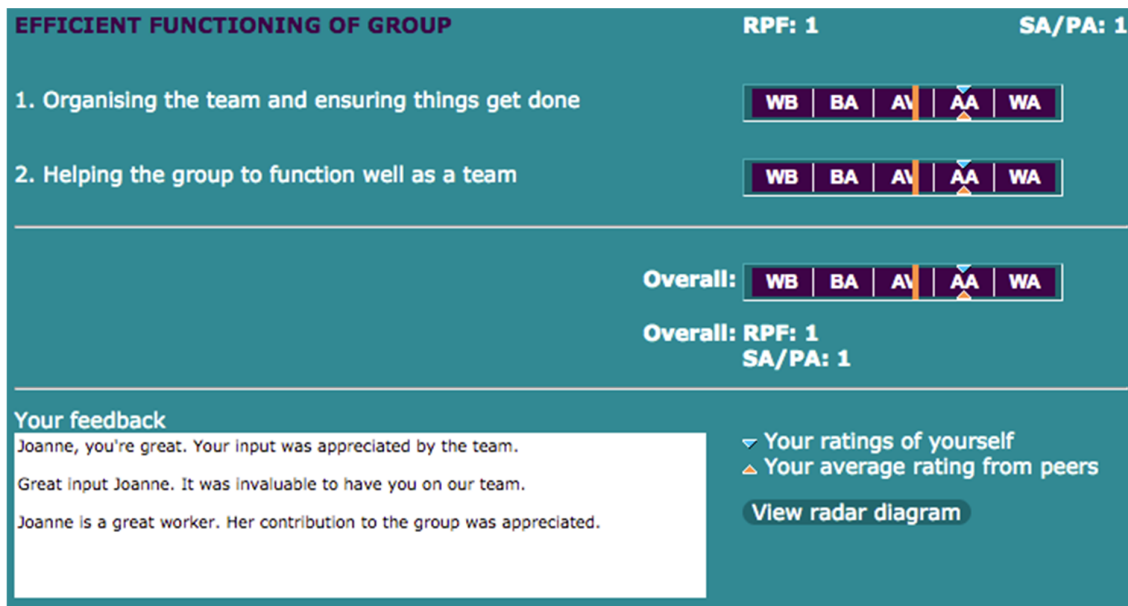 EFFICIENT FUNCTIONING OF GROUP RPF: 1 SA/PA: 1
1. Organising the team and ensuring things get done WB BA AV AA WA
2. Helping the group to function well as a team WB BA AV AA WA
Overall: WB BA AV AA WA
Overall: RPF: 1
SA/PA: 1
Your feedback
Joanne, you're great. Your input was appreciated by the team.
Great input Joanne. It was invaluable to have you on our team.
Joanne is a great worker. Her contribution to the group was appreciated.
Your ratings of yourself
Your average rating from peers
View radar diagram